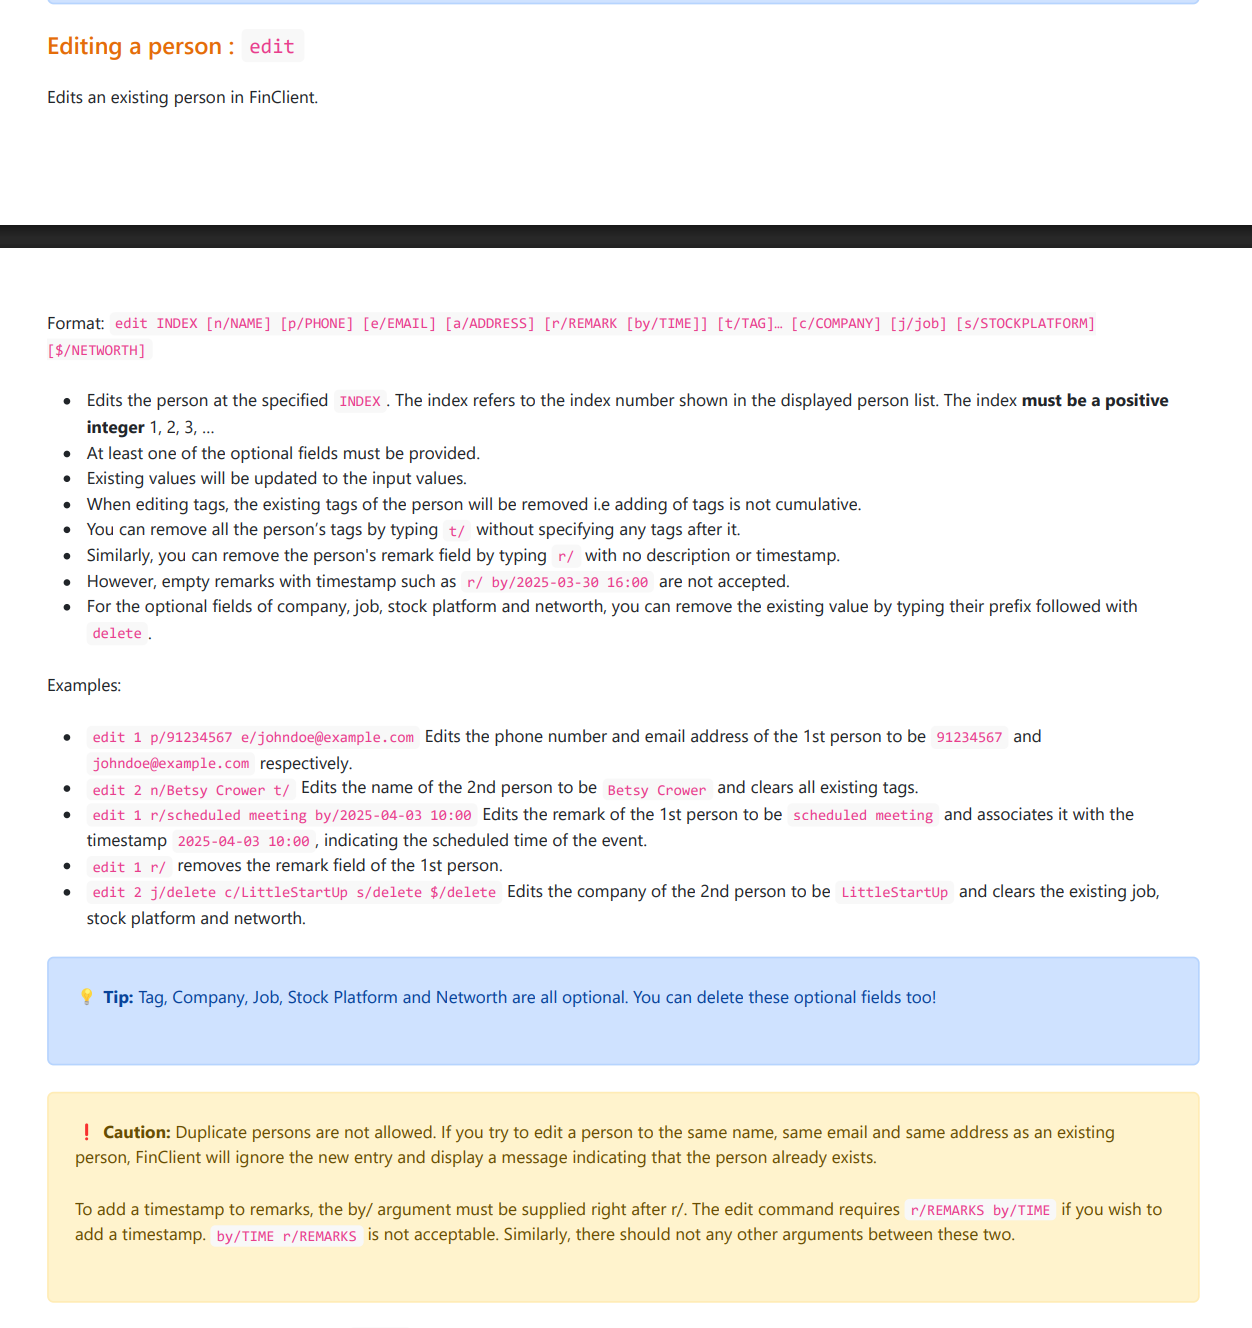 Editing a person : edit
Edits an existing person in FinClient.
Format: edit INDEX [n/NAME] [p/PHONE] [e/EMAIL] [a/ADDRESS] [r/REMARK [by/TIME]] [t/TAG]… [c/COMPANY] [j/job] [s/STOCKPLATFORM]
[$/NETWORTH]
• Edits the person at the specified INDEX . The index refers to the index number shown in the displayed person list. The index must be a positive
integer 1, 2, 3, …
• At least one of the optional fields must be provided.
• Existing values will be updated to the input values.
• When editing tags, the existing tags of the person will be removed i.e adding of tags is not cumulative.
• You can remove all the person’s tags by typing t/ without specifying any tags after it.
• Similarly, you can remove the person's remark field by typing r/ with no description or timestamp.
• However, empty remarks with timestamp such as r/ by/2025-03-30 16:00 are not accepted.
• For the optional fields of company, job, stock platform and networth, you can remove the existing value by typing their prefix followed with
delete .
Examples:
• edit 1 p/91234567 e/johndoe@example.com Edits the phone number and email address of the 1st person to be 91234567 and
johndoe@example.com respectively.
• edit 2 n/Betsy Crower t/ Edits the name of the 2nd person to be Betsy Crower and clears all existing tags.
• edit 1 r/scheduled meeting by/2025-04-03 10:00 Edits the remark of the 1st person to be scheduled meeting and associates it with the
timestamp 2025-04-03 10:00 , indicating the scheduled time of the event.
• edit 1 r/ removes the remark field of the 1st person.
• edit 2 j/delete c/LittleStartUp s/delete $/delete Edits the company of the 2nd person to be LittleStartUp and clears the existing job,
stock platform and networth.
💡 Tip: Tag, Company, Job, Stock Platform and Networth are all optional. You can delete these optional fields too!
❗ Caution: Duplicate persons are not allowed. If you try to edit a person to the same name, same email and same address as an existing
person, FinClient will ignore the new entry and display a message indicating that the person already exists.
To add a timestamp to remarks, the by/ argument must be supplied right after r/. The edit command requires r/REMARKS by/TIME if you wish to
add a timestamp. by/TIME r/REMARKS is not acceptable. Similarly, there should not any other arguments between these two.